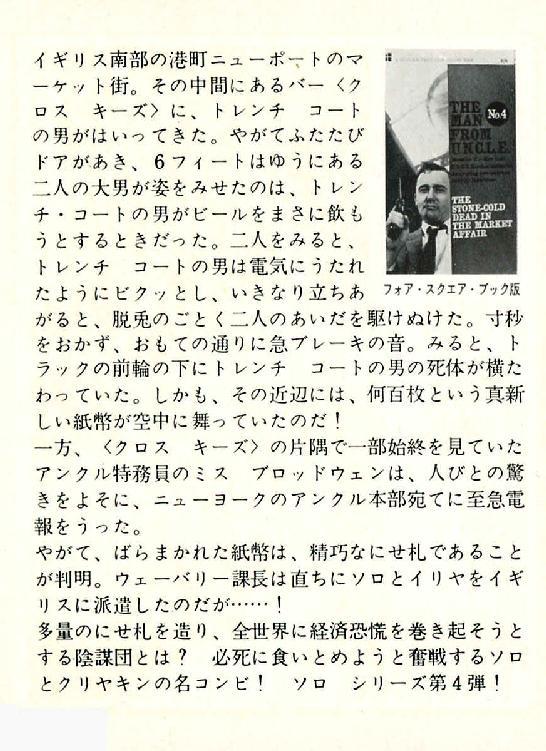 イギリス南部の港町ニューポートのマ
ーケット街。その中間にあるバー〈ク
ロス　キーズ〉に、トレンチ　コート
の男がはいってきた。やがてふたたび
ドアがあき、6フィートはゆうにある
二人の大男が姿をみせたのは、トレン
チ・コートの男がビールをまさに飲も
うとするときだった。二人をみると、
トレンチ　コートの男は電気にうたれ
たようにビクッとし、いきなり立ちあ
がると、脱兎のごとく二人のあいだを駆けぬけた。寸秒
をおかず、おもての通りに急ブレーキの音。みると、ト
ラックの前輪の下にトレンチ　コートの男の死体が横た
わっていた。しかも、その近辺には、何百枚という真新
しい紙幣が空中に舞っていたのだ！
一方、〈クロス　キーズ〉の片隅で一部始終を見ていた
アンクル特務員のミス　ブロッドウェンは、人びとの驚
きをよそに、ニューヨークのアンクル本部宛てに至急電
報をうった。
やがて、ばらまかれた紙幣は、精巧なにせ札であること
が判明。ウェーバリー課長は直ちにソロとイリヤをイギ
リスに派遣したのだが……！
多量のにせ札を造り、全世界に経済恐慌を巻き起そうと
する陰謀団とは？　必死に食いとめようと奮戦するソロ
とクリヤキンの名コンビ！　ソロ　シリーズ第4弾！
THE
MAN
FROM
UNCLE
No.4
THE
STONE-COLD
DEAD IN
THE MARKET
AFFAIR
フォア・スクエア・ブック版